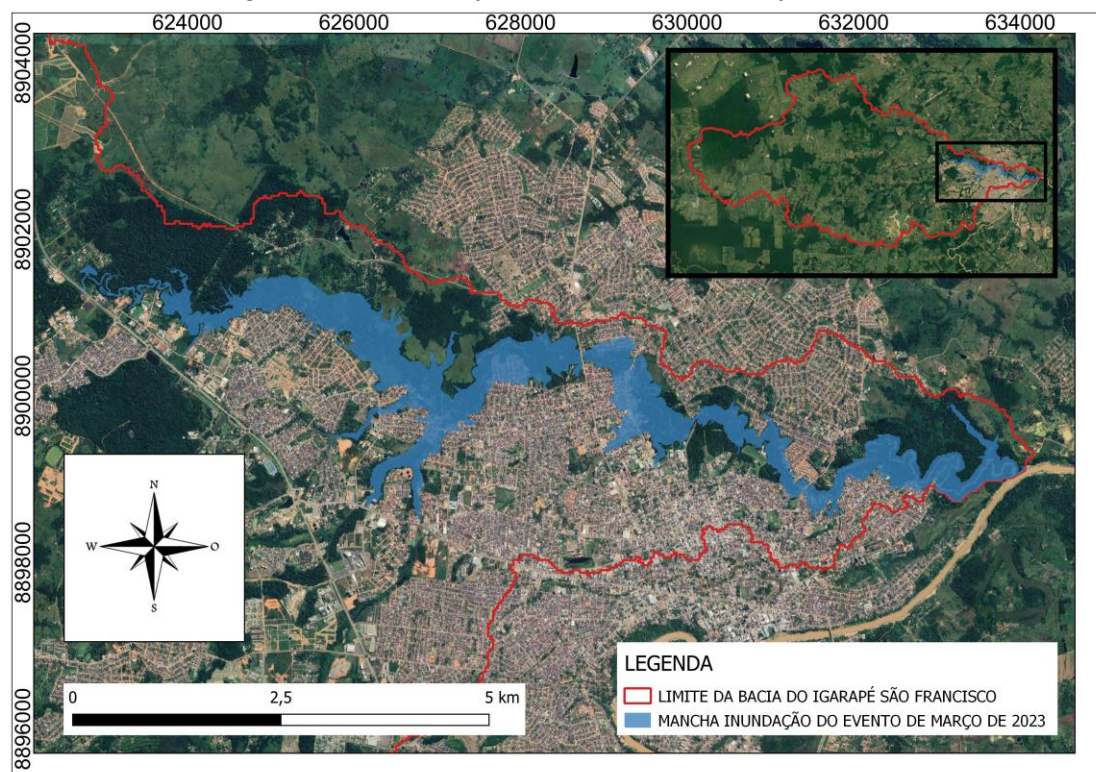 624000
626000
628000
630000
632000
634000
8904000
8902000
8900000
8898000
8896000
N
W
O
S
0
2,5
5 km
LEGENDA
LIMITE DA BACIA DO IGARAPÉ SÃO FRANCISCO
MANCHA INUNDAÇÃO DO EVENTO DE MARÇO DE 2023